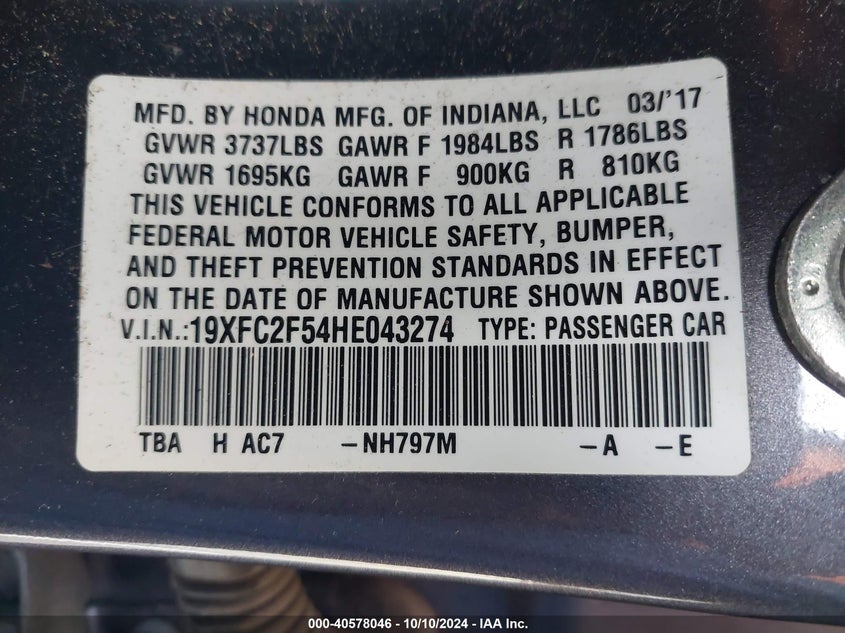 MFD. BY HONDA MFG. OF INDIANA, LLC 03/'17
GVWR 3737LBS GAWR F 1984LBS R 1786LBS
GVWR 1695KG GAWR F 900KG R 810KG
THIS VEHICLE CONFORMS TO ALL APPLICABLE
FEDERAL MOTOR VEHICLE SAFETY, BUMPER,
AND THEFT PREVENTION STANDARDS IN EFFECT
ON THE DATE OF MANUFACTURE SHOWN ABOVE.
V.I.N.:19XFC2F54HE043274 TYPE: PASSENGER CAR
TBA H AC7 -NH797M -A -E
000-40578046 - 10/10/2024 - IAA Inc.